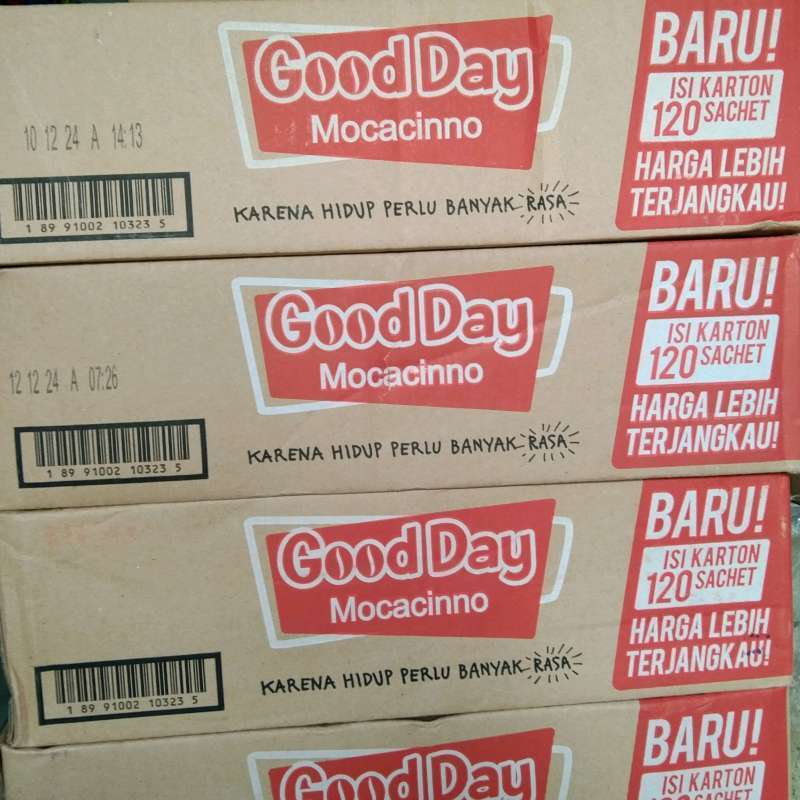 10 12 24 A 14:13
1 89 91002 10323 5
Good Day
Mocacinno
KARENA HIDUP PERLU BANYAK RASA
BARU!
ISI KARTON
120 SACHET
HARGA LEBIH
TERJANGKAU!
12 12 24 A 07:26
1 89 91002 10323 5
Good Day
Mocacinno
KARENA HIDUP PERLU BANYAK RASA
BARU!
ISI KARTON
120 SACHET
HARGA LEBIH
TERJANGKAU!
1 89 91002 10323 5
Good Day
Mocacinno
KARENA HIDUP PERLU BANYAK RASA
BARU!
ISI KARTON
120 SACHET
HARGA LEBIH
TERJANGKAU!
Good Day
BARU!
ISI KARTON
120 SACHET